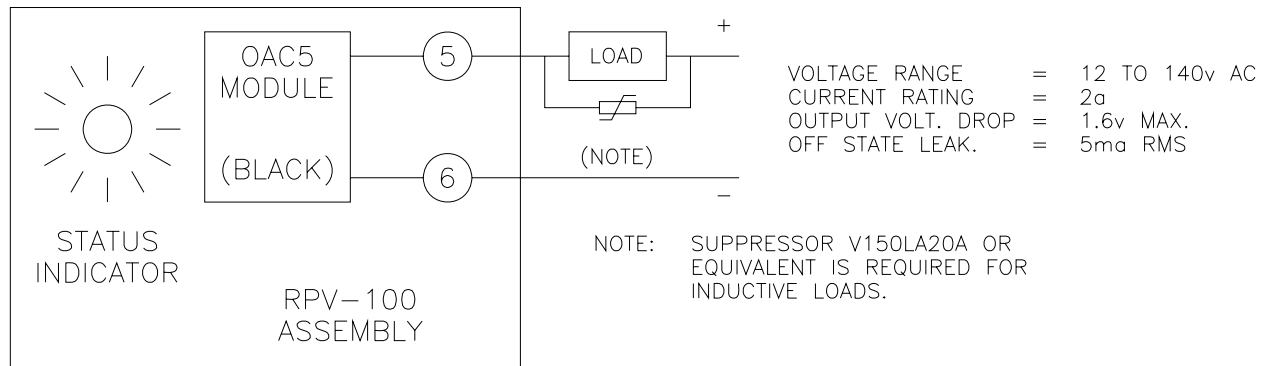 OAC5
MODULE
(BLACK)
5
6
LOAD
+
(NOTE)
−
STATUS
INDICATOR
RPV−100
ASSEMBLY
VOLTAGE RANGE = 12 TO 140v AC
CURRENT RATING = 2a
OUTPUT VOLT. DROP = 1.6v MAX.
OFF STATE LEAK. = 5ma RMS
NOTE: SUPPRESSOR V150LA20A OR
EQUIVALENT IS REQUIRED FOR
INDUCTIVE LOADS.